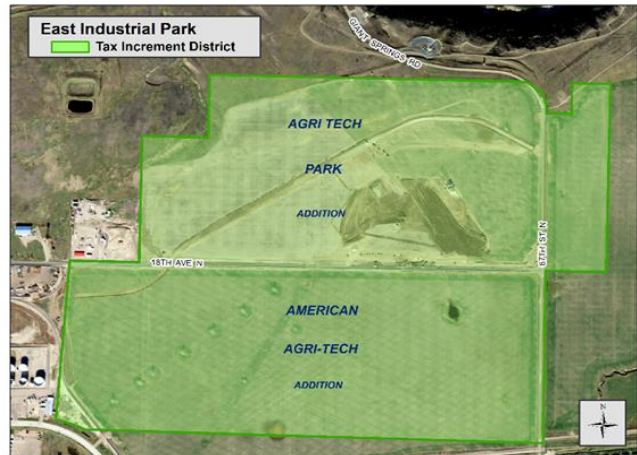 East Industrial Park
Tax Increment District
GIANT SPRINGS RD
AGRI TECH
PARK
ADDITION
67TH ST N
18TH AVE N
AMERICAN
AGRI-TECH
ADDITION
N